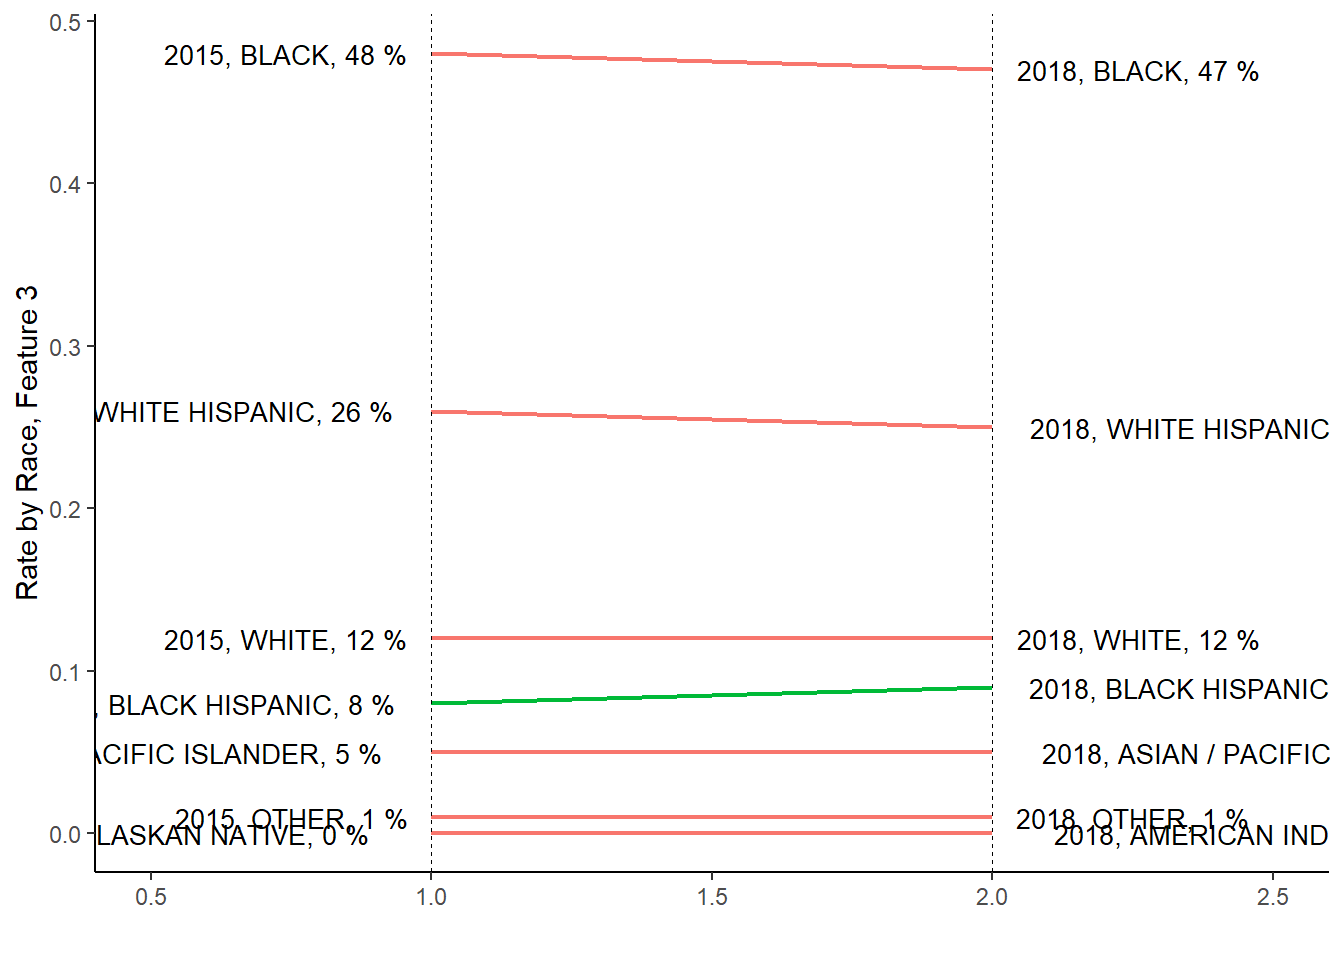 0.5
2015, BLACK, 48 %
2018, BLACK, 47 %
0.4
Rate by Race, Feature 3
0.3
WHITE HISPANIC, 26 %
2018, WHITE HISPANIC
0.2
2015, WHITE, 12 %
2018, WHITE, 12 %
0.1
, BLACK HISPANIC, 8 %
2018, BLACK HISPANIC
ACIFIC ISLANDER, 5 %
2018, ASIAN / PACIFIC
2015, OTHER, 1 %
2018, OTHER, 1 %
0.0
LASKAN NATIVE, 0 %
2018, AMERICAN IND
0.5
1.0
1.5
2.0
2.5